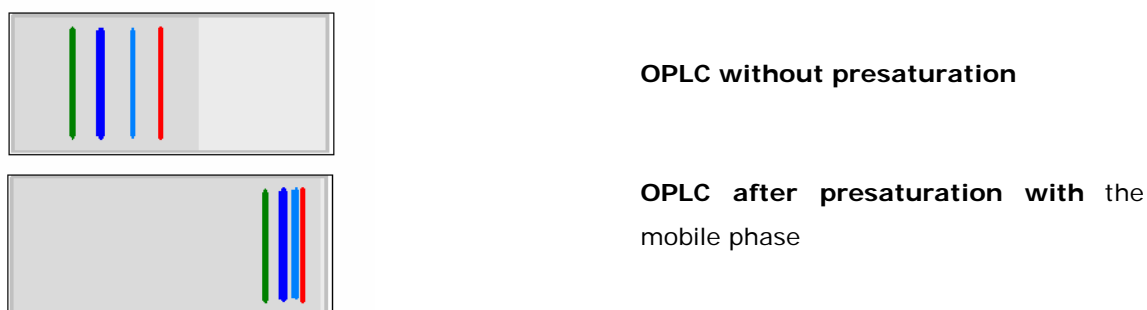 OPLC without presaturation
OPLC after presaturation with the
mobile phase